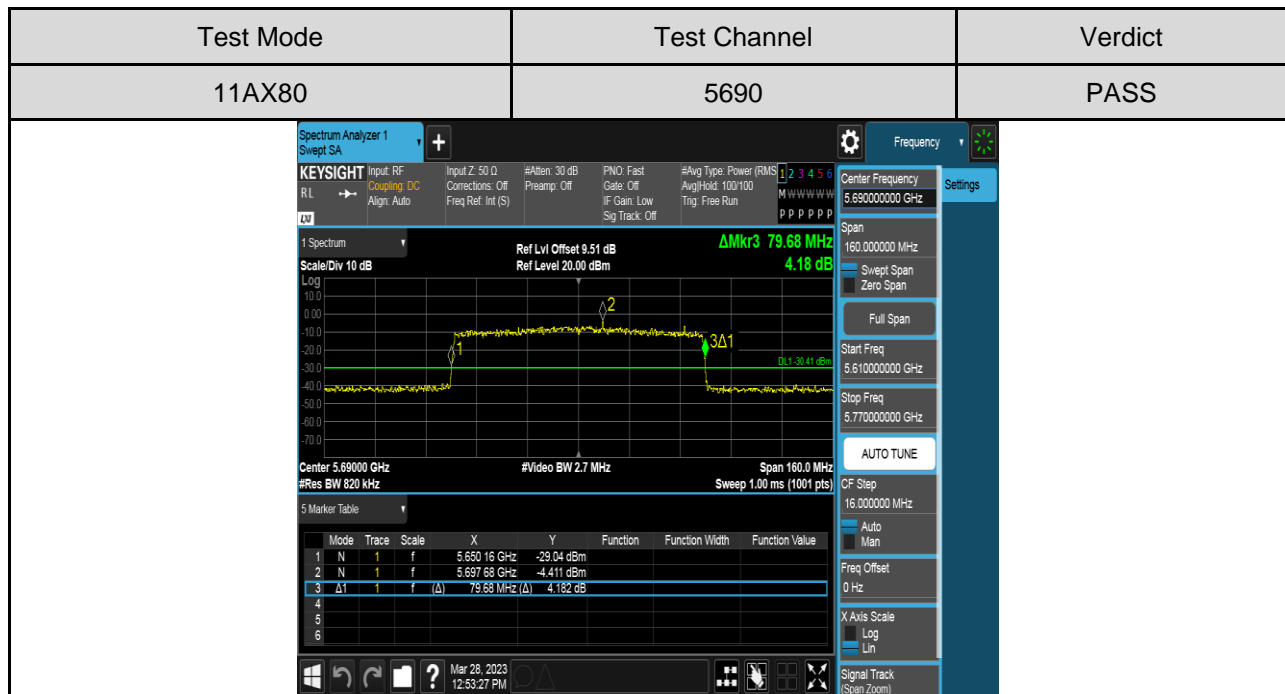 Test Mode Test Channel Verdict
11AX80 5690 PASS
Spectrum Analyzer 1
Swept SA
+
Frequency
KEYSIGHT Input: RF Input Z: 50 Ω #Atten: 30 dB PNO: Fast #Avg Type: Power (RMS 1 2 3 4 5 6
RL Coupling: DC Corrections: Off Preamp: Off Gate: Off Avg|Hold: 100/100 M W W W W W
Align: Auto Freq Ref: Int (S) IF Gain: Low Trig: Free Run
LXI Sig Track: Off P P P P P P
Center Frequency
5.690000000 GHz
Settings
Span
160.000000 MHz
Swept Span
Zero Span
Full Span
Start Freq
5.610000000 GHz
Stop Freq
5.770000000 GHz
AUTO TUNE
CF Step
16.000000 MHz
Auto
Man
Freq Offset
0 Hz
X Axis Scale
Log
Lin
Signal Track
(Span Zoom)
1 Spectrum
Ref Lvl Offset 9.51 dB ΔMkr3 79.68 MHz
Scale/Div 10 dB Ref Level 20.00 dBm 4.18 dB
Log
10.0
0.00
-10.0
-20.0
-30.0
-40.0
-50.0
-60.0
-70.0
2
1
3Δ1
DL1 -30.41 dBm
Center 5.69000 GHz #Video BW 2.7 MHz Span 160.0 MHz
#Res BW 820 kHz Sweep 1.00 ms (1001 pts)
5 Marker Table
Mode Trace Scale X Y Function Function Width Function Value
1 N 1 f 5.650 16 GHz -29.04 dBm
2 N 1 f 5.697 68 GHz -4.411 dBm
3 Δ1 1 f (Δ) 79.68 MHz (Δ) 4.182 dB
4
5
6
? Mar 28, 2023
12:53:27 PM